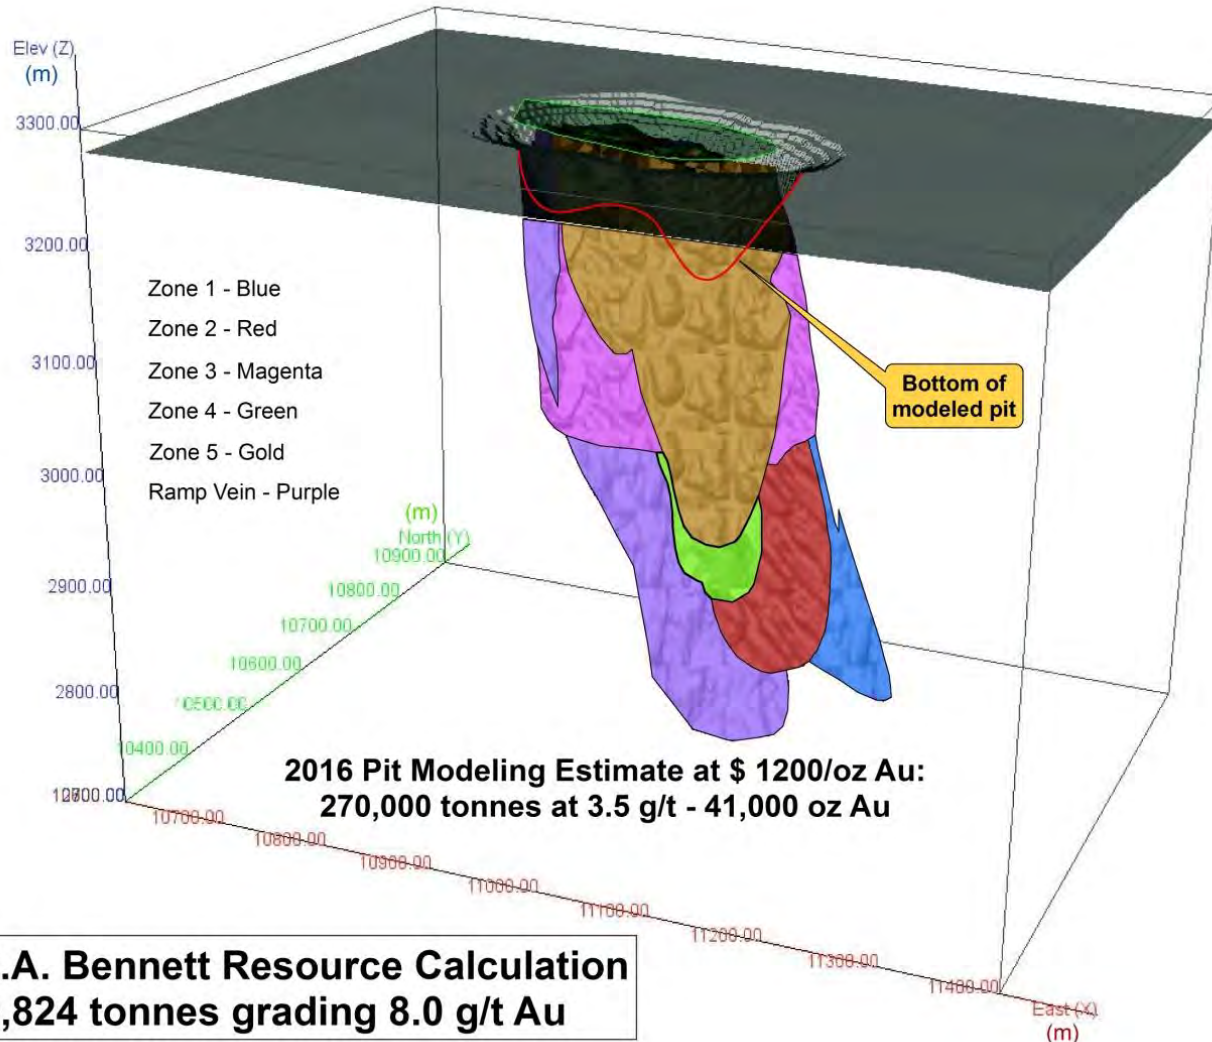 Elev (Z)
(m)
3300.00
3200.00
3100.00
3000.00
2900.00
2800.00
Zone 1 - Blue
Zone 2 - Red
Zone 3 - Magenta
Zone 4 - Green
Zone 5 - Gold
Ramp Vein - Purple
Bottom of
modeled pit
(m)
North (Y)
10900.00
10800.00
10700.00
10600.00
10500.00
10400.00
2016 Pit Modeling Estimate at $ 1200/oz Au:
270,000 tonnes at 3.5 g/t - 41,000 oz Au
10700.00
10800.00
10900.00
11000.00
11100.00
11200.00
11300.00
11400.00
East (X)
(m)
.A. Bennett Resource Calculation
,824 tonnes grading 8.0 g/t Au